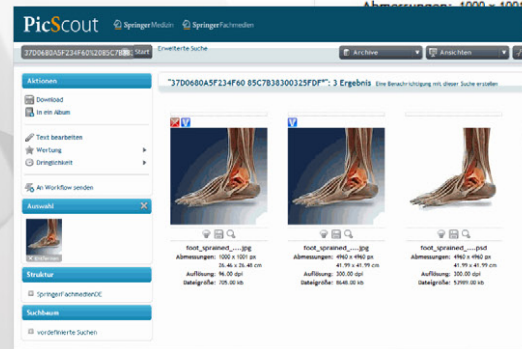 Abmessungen: 1000 x 1001
PicScout SpringerMedizin SpringerFachmedien
Start Erweiterte Suche
Archive Ansichten
Aktionen
"37D0680A5F234F60 85C7B38300325FDF*": 3 Ergebnis Eine Benachrichtigung mit dieser Suche erstellen
Download
In ein Album
Text bearbeiten
Wertung
Dringlichkeit
An Workflow senden
Auswahl
Struktur
SpringerFachmedienDE
Suchbaum
vordefinierte Suchen
foot_sprained_....jpg
Abmessungen: 1000 x 1001 px
26.46 x 26.48 cm
Auflösung: 96.00 dpi
Dateigröße: 705.00 kb
foot_sprained_....jpg
Abmessungen: 4960 x 4960 px
41.99 x 41.99 cm
Auflösung: 300.00 dpi
Dateigröße: 8648.00 kb
foot_sprained_....psd
Abmessungen: 4960 x 4960 px
41.99 x 41.99 cm
Auflösung: 300.00 dpi
Dateigröße: 53989.00 kb